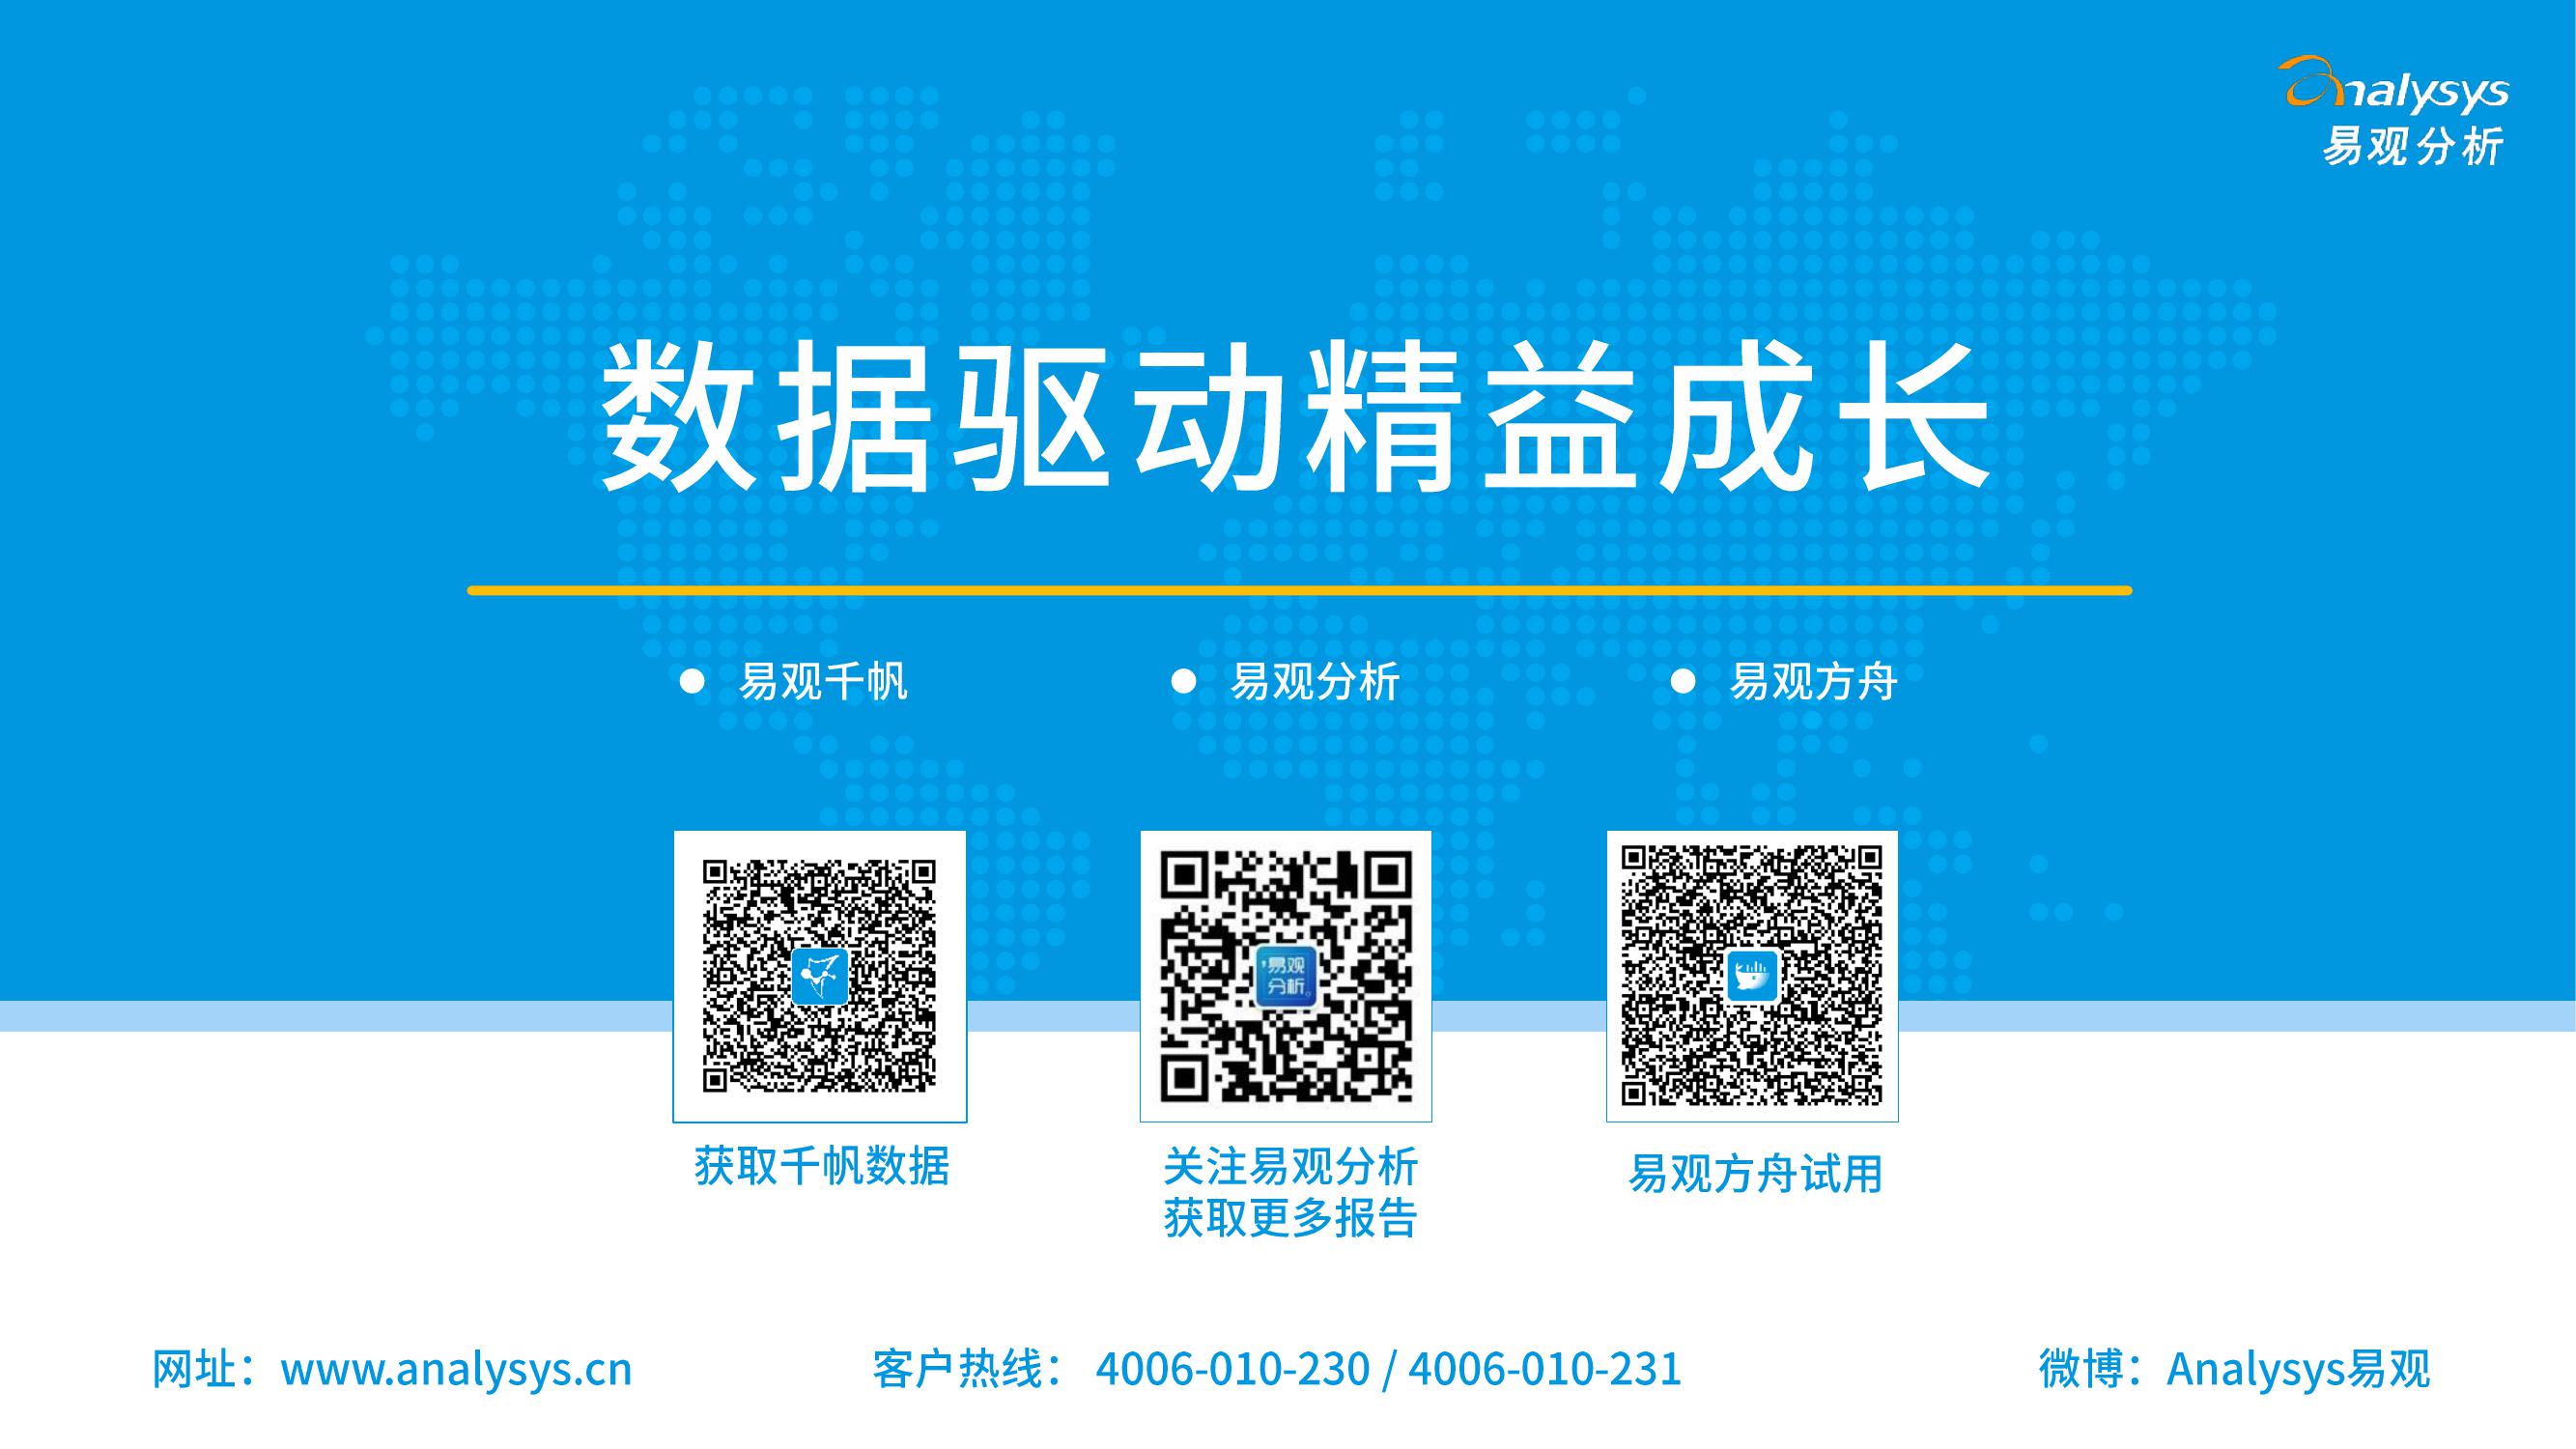 analysys
易观分析
数据驱动精益成长
● 易观千帆
● 易观分析
● 易观方舟
易观
分析
获取千帆数据
关注易观分析
获取更多报告
易观方舟试用
网址：www.analysys.cn
客户热线： 4006-010-230 / 4006-010-231
微博：Analysys易观